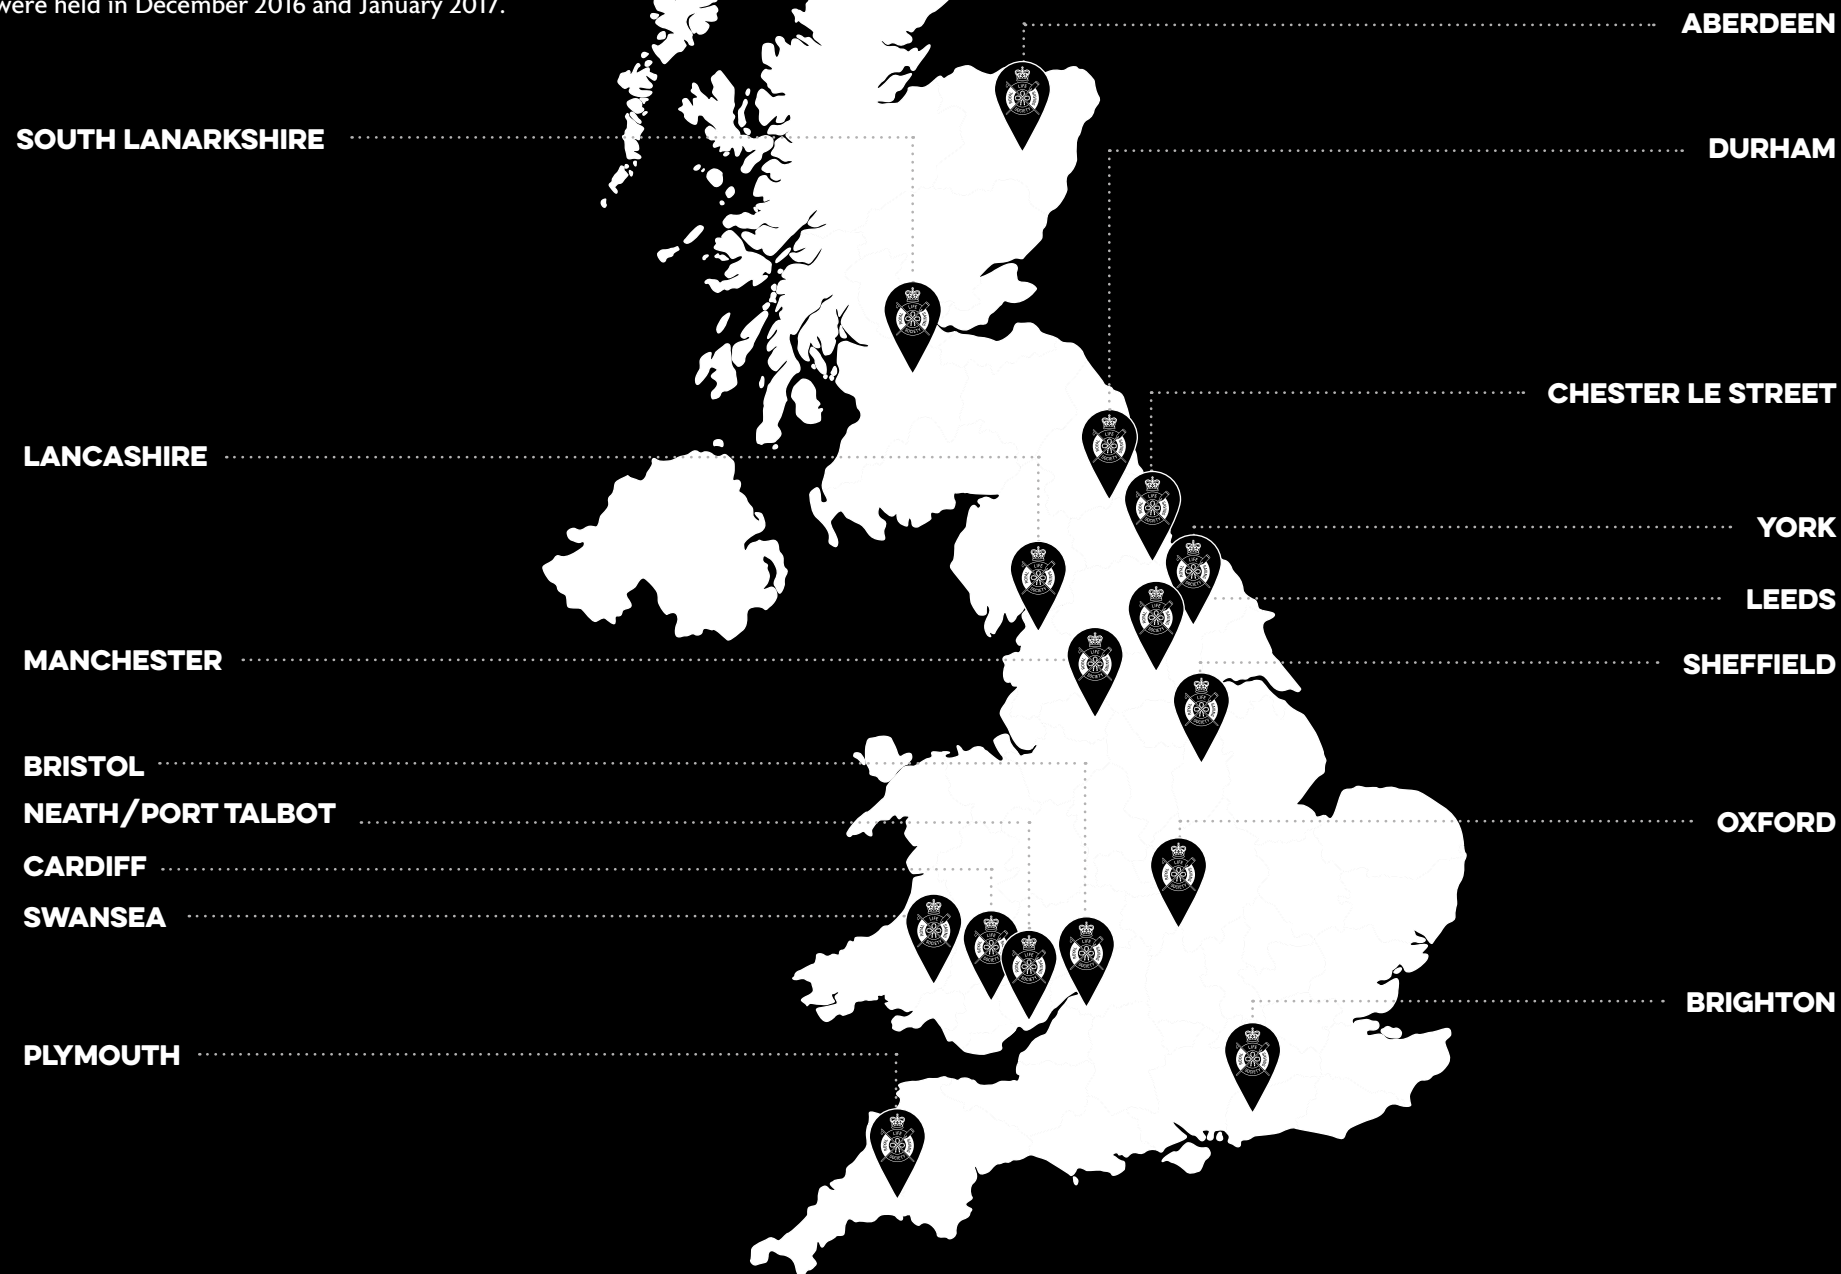 were held in December 2016 and January 2017.
ABERDEEN
SOUTH LANARKSHIRE
DURHAM
CHESTER LE STREET
LANCASHIRE
YORK
LEEDS
MANCHESTER
SHEFFIELD
BRISTOL
NEATH/PORT TALBOT
OXFORD
CARDIFF
SWANSEA
BRIGHTON
PLYMOUTH